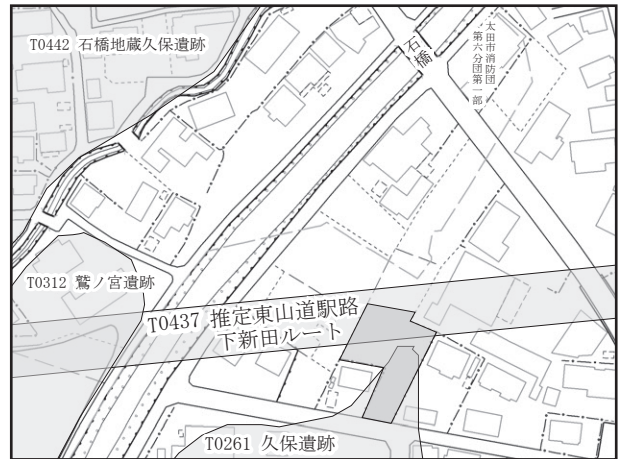 T0442 石橋地蔵久保遺跡
石橋
太田市消防団
第六分団第一部
T0312 鷲ノ宮遺跡
T0437 推定東山道駅路
下新田ルート
T0261 久保遺跡